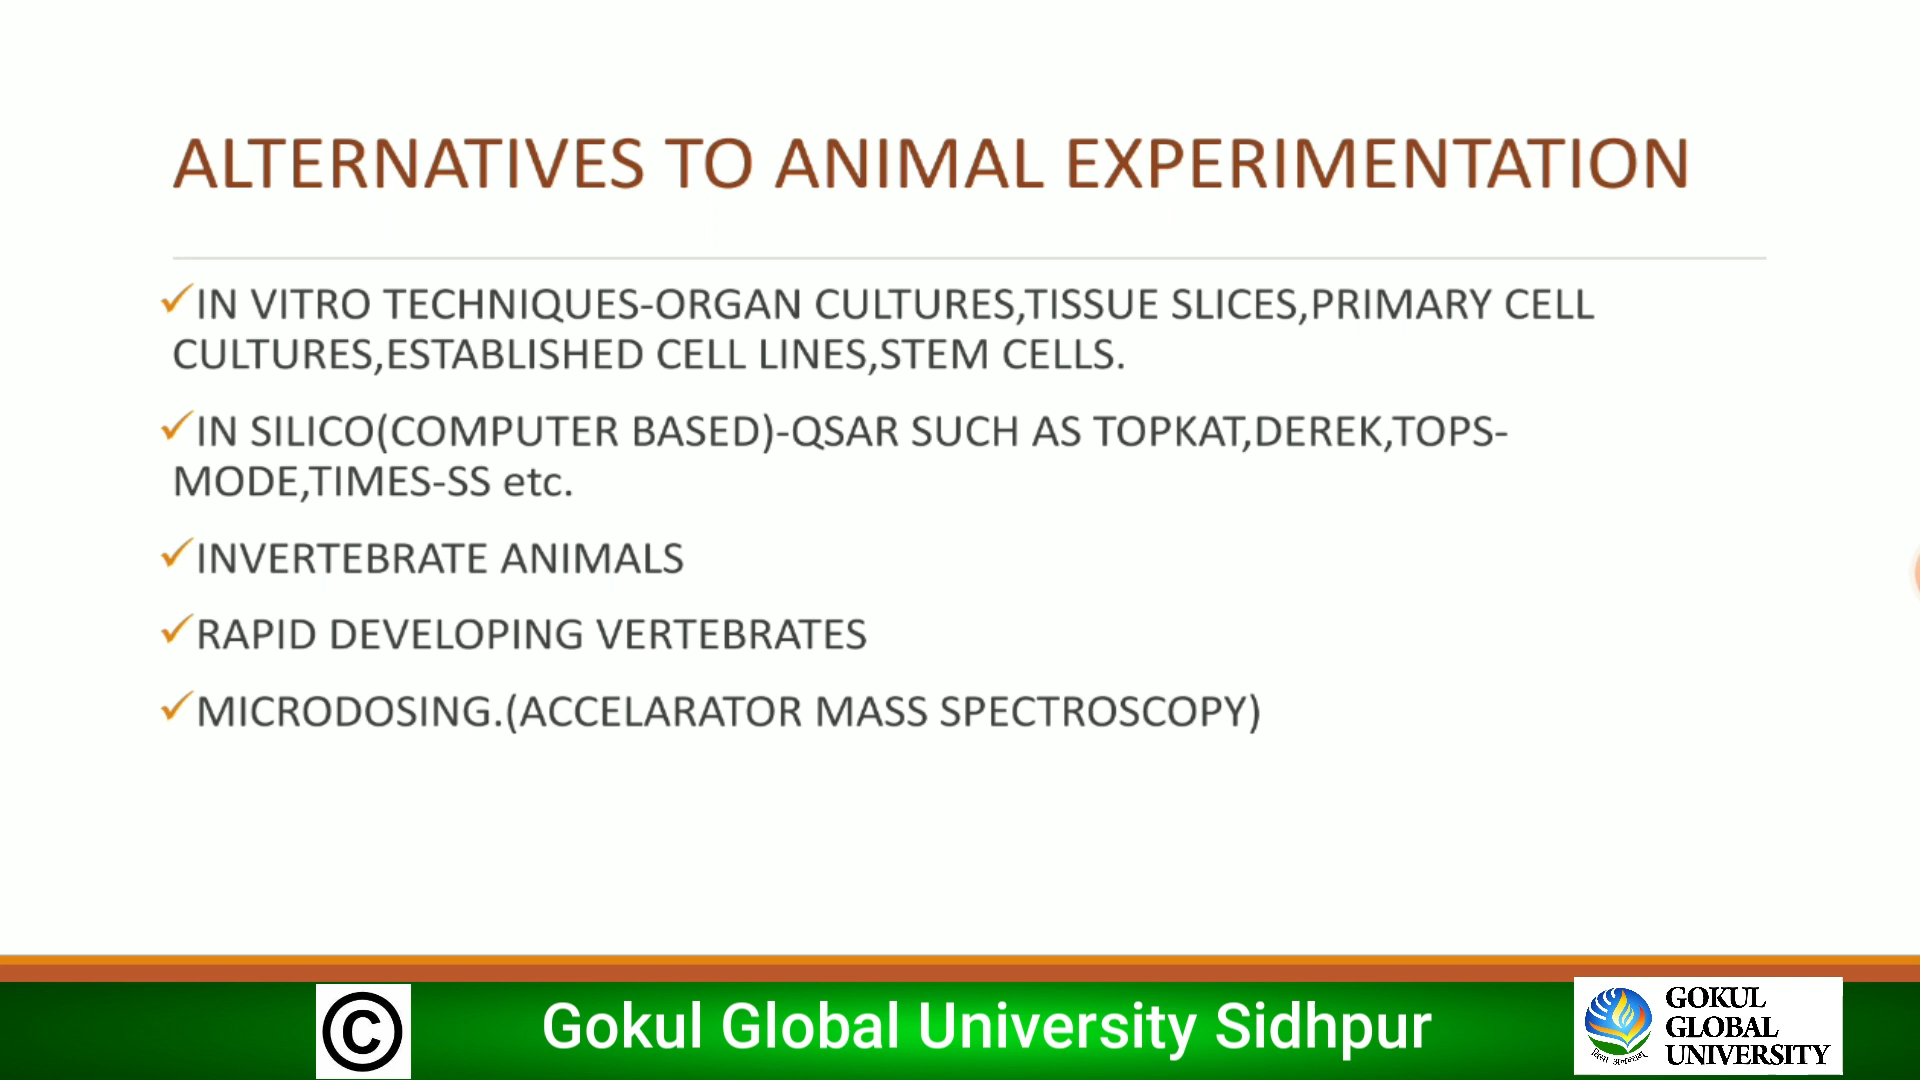 ALTERNATIVES TO ANIMAL EXPERIMENTATION
✓IN VITRO TECHNIQUES-ORGAN CULTURES,TISSUE SLICES,PRIMARY CELL
CULTURES,ESTABLISHED CELL LINES,STEM CELLS.
✓IN SILICO(COMPUTER BASED)-QSAR SUCH AS TOPKAT,DEREK,TOPS-
MODE,TIMES-SS etc.
✓INVERTEBRATE ANIMALS
✓RAPID DEVELOPING VERTEBRATES
✓MICRODOSING.(ACCELARATOR MASS SPECTROSCOPY)
© Gokul Global University Sidhpur
GOKUL
GLOBAL
UNIVERSITY